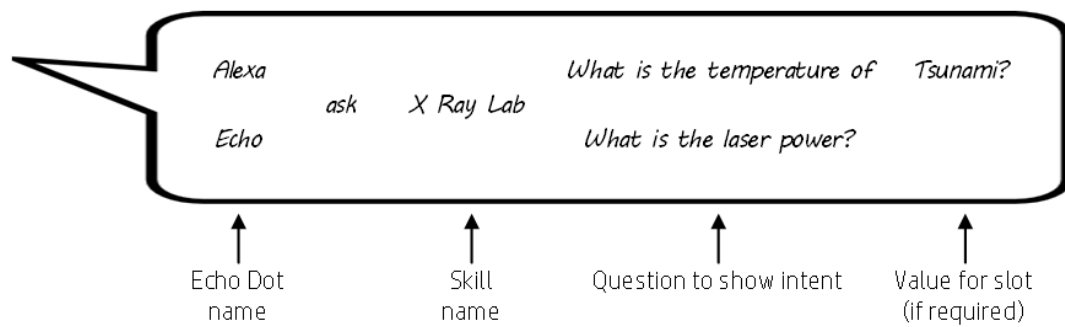 Alexa What is the temperature of Tsunami?
ask X Ray Lab
Echo What is the laser power?
Echo Dot name
Skill name
Question to show intent
Value for slot (if required)